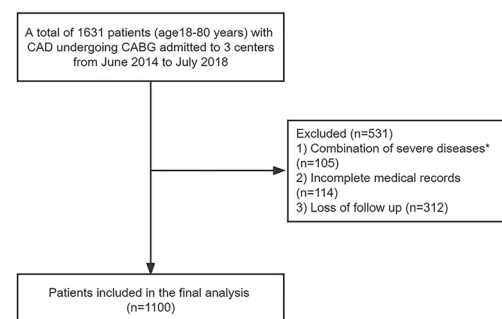 A total of 1631 patients (age18-80 years) with
CAD undergoing CABG admitted to 3 centers
from June 2014 to July 2018
Excluded (n=531)
1) Combination of severe diseases*
(n=105)
2) Incomplete medical records
(n=114)
3) Loss of follow up (n=312)
Patients included in the final analysis
(n=1100)